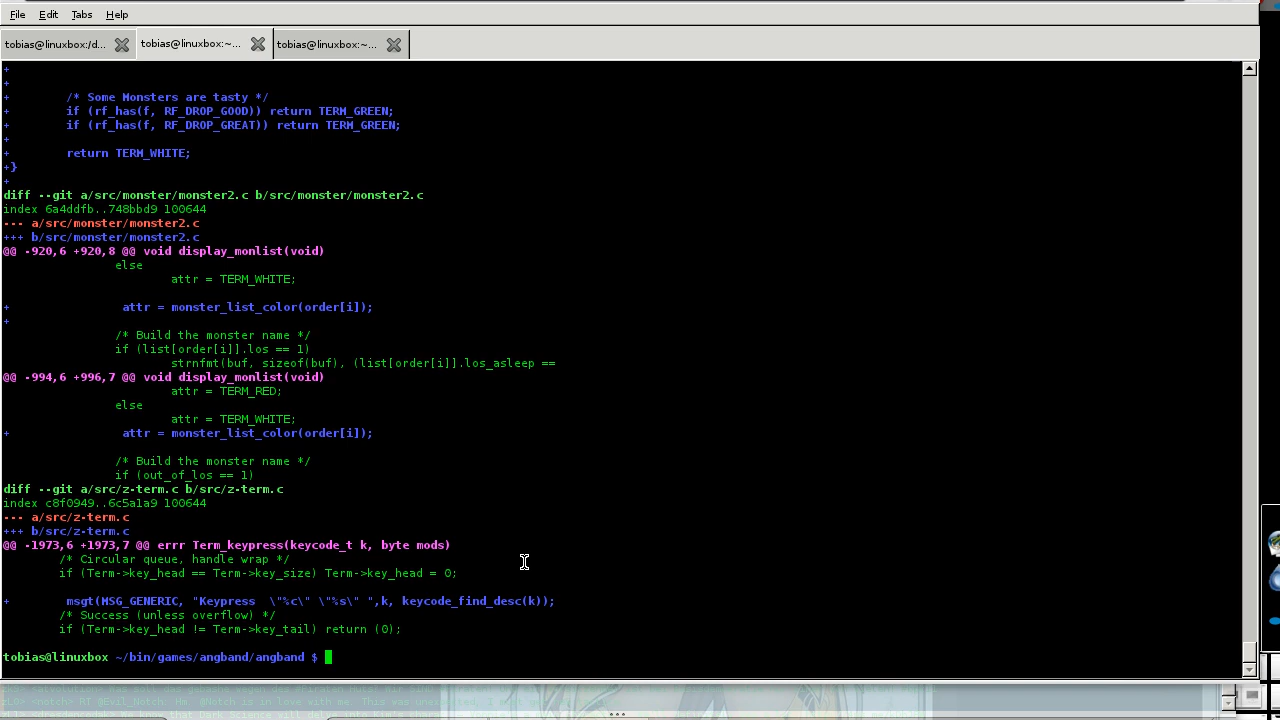 File Edit Tabs Help
tobias@linuxbox:/d... tobias@linuxbox:~... tobias@linuxbox:~...
+
+
+        /* Some Monsters are tasty */
+        if (rf_has(f, RF_DROP_GOOD)) return TERM_GREEN;
+        if (rf_has(f, RF_DROP_GREAT)) return TERM_GREEN;
+
+        return TERM_WHITE;
+}
+
diff --git a/src/monster/monster2.c b/src/monster/monster2.c
index 6a4ddfb..748bbd9 100644
--- a/src/monster/monster2.c
+++ b/src/monster/monster2.c
@@ -920,6 +920,8 @@ void display_monlist(void)
                else
                        attr = TERM_WHITE;

+                attr = monster_list_color(order[i]);
+
                /* Build the monster name */
                if (list[order[i]].los == 1)
                        strnfmt(buf, sizeof(buf), (list[order[i]].los_asleep ==
@@ -994,6 +996,7 @@ void display_monlist(void)
                        attr = TERM_RED;
                else
                        attr = TERM_WHITE;
+                attr = monster_list_color(order[i]);

                /* Build the monster name */
                if (out_of_los == 1)
diff --git a/src/z-term.c b/src/z-term.c
index c8f0949..6c5a1a9 100644
--- a/src/z-term.c
+++ b/src/z-term.c
@@ -1973,6 +1973,7 @@ errr Term_keypress(keycode_t k, byte mods)
        /* Circular queue, handle wrap */
        if (Term->key_head == Term->key_size) Term->key_head = 0;

+        msgt(MSG_GENERIC, "Keypress  \"%c\" \"%s\" ",k, keycode_find_desc(k));
        /* Success (unless overflow) */
        if (Term->key_head != Term->key_tail) return (0);

tobias@linuxbox ~/bin/games/angband/angband $